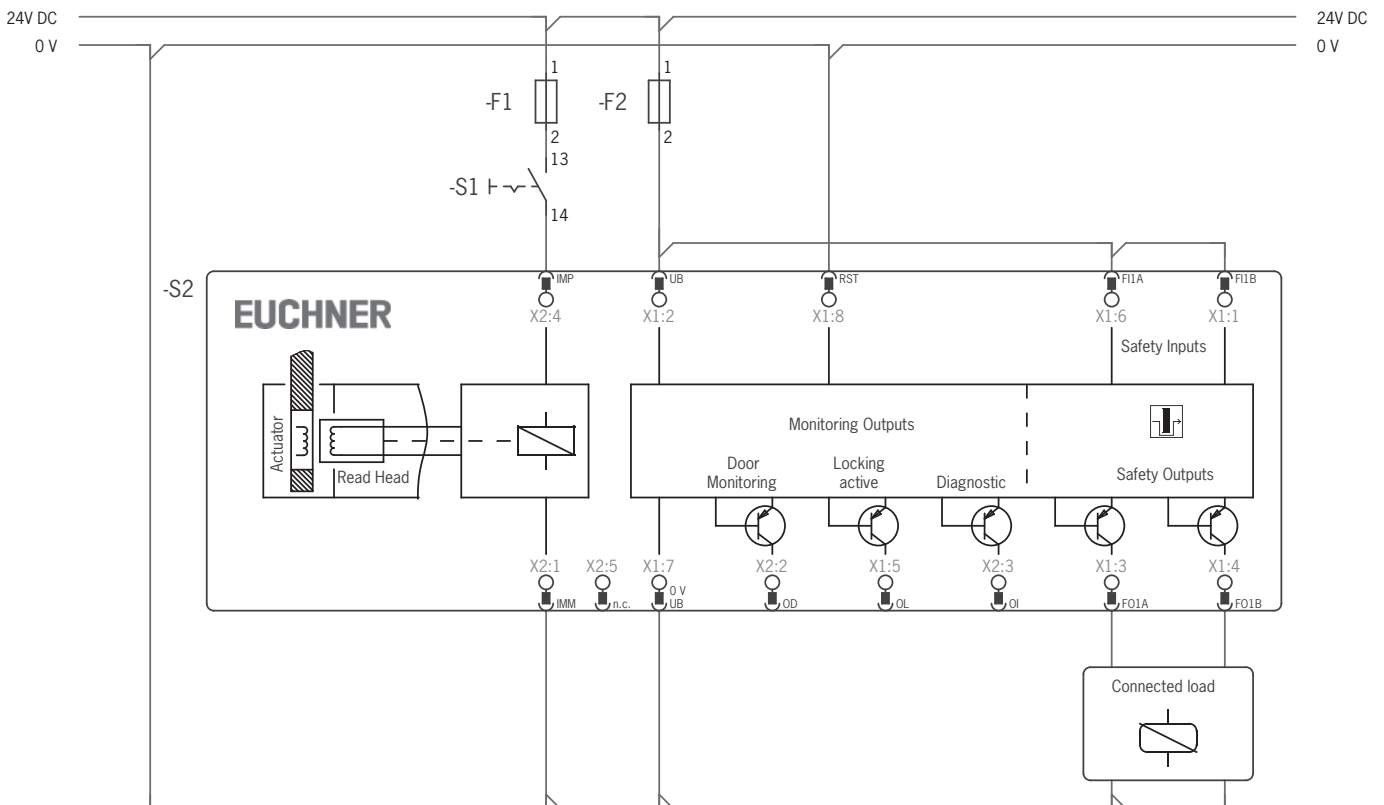 24V DC
24V DC
0 V
0 V
1
1
-F1
-F2
2
2
13
-S1
14
-S2
IMP
UB
RST
FI1A
FI1B
EUCHNER
X2:4
X1:2
X1:8
X1:6
X1:1
Safety Inputs
Actuator
Read Head
Monitoring Outputs
Door
Monitoring
Locking
active
Diagnostic
Safety Outputs
X2:1
X2:5
X1:7
X2:2
X1:5
X2:3
X1:3
X1:4
0 V
IMM
n.c.
UB
OD
OL
OI
FO1A
FO1B
Connected load